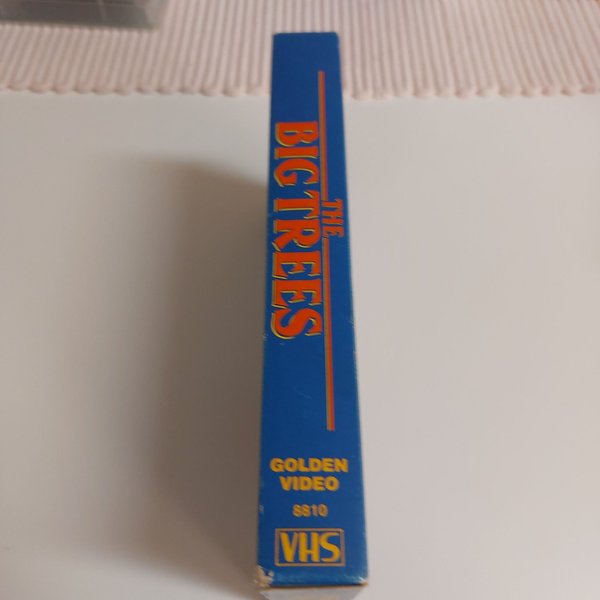 THE
BIG TREES
GOLDEN
VIDEO
8810
VHS